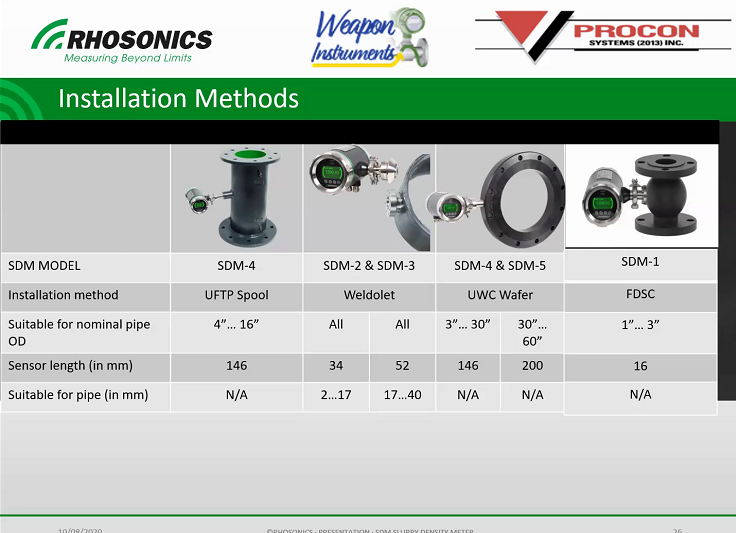 RHOSONICS
Measuring Beyond Limits
Weapon
Instruments
PROCON
SYSTEMS (2013) INC.
Installation Methods
SDM MODEL SDM-4 SDM-2 & SDM-3 SDM-4 & SDM-5 SDM-1
Installation method UFTP Spool Weldolet UWC Wafer FDSC
Suitable for nominal pipe OD 4”… 16” All All 3”… 30” 30”… 60” 1”… 3”
Sensor length (in mm) 146 34 52 146 200 16
Suitable for pipe (in mm) N/A 2…17 17…40 N/A N/A N/A
10/08/2020 ©RHOSONICS - PRESENTATION - SDM SLURRY DENSITY METER 26